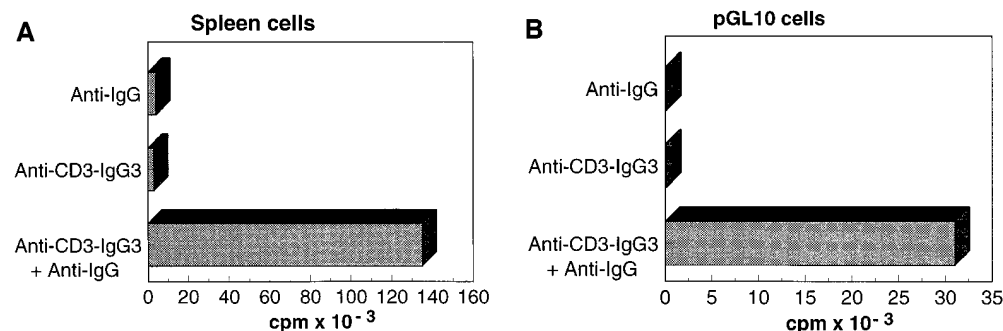 A
Spleen cells
Anti-IgG
Anti-CD3-IgG3
Anti-CD3-IgG3
+ Anti-IgG
0 20 40 60 80 100 120 140 160
cpm x 10⁻³
B
pGL10 cells
Anti-IgG
Anti-CD3-IgG3
Anti-CD3-IgG3
+ Anti-IgG
0 5 10 15 20 25 30 35
cpm x 10⁻³